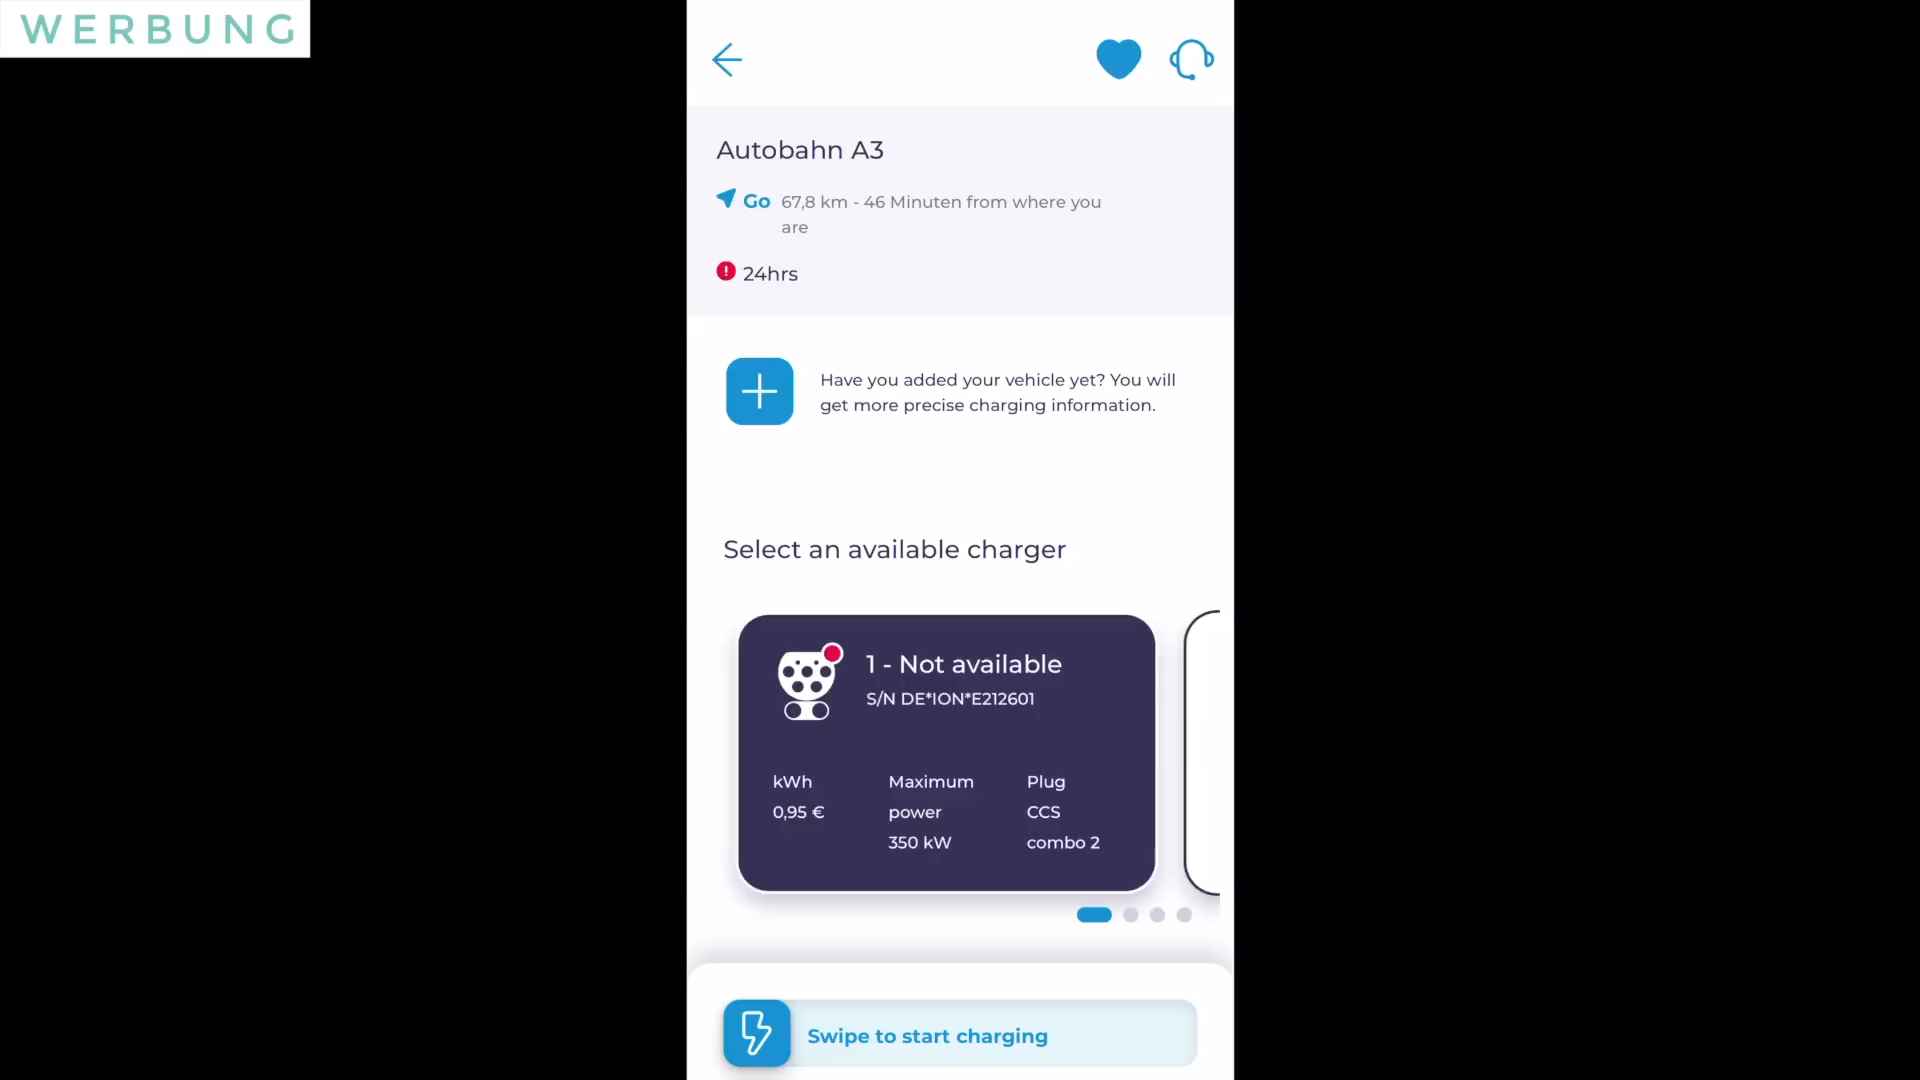 WERBUNG
Autobahn A3
Go 67,8 km - 46 Minuten from where you
are
24hrs
Have you added your vehicle yet? You will
get more precise charging information.
Select an available charger
1 - Not available
S/N DE*ION*E212601
kWh Maximum Plug
0,95 € power CCS
350 kW combo 2
Swipe to start charging